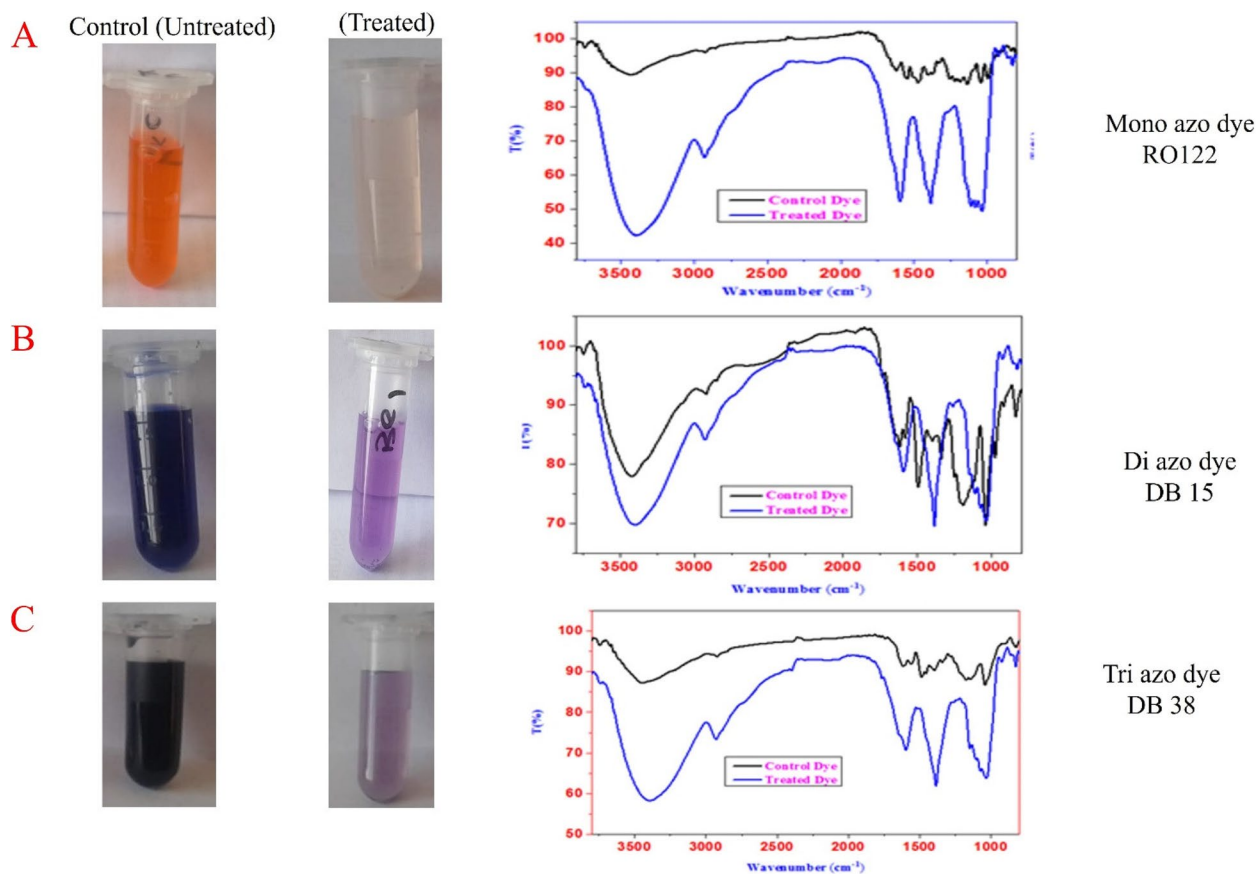 Control (Untreated)
(Treated)
A
100
90
80
70
60
50
40
T(%)
Control Dye
Treated Dye
3500
3000
2500
2000
1500
1000
Wavenumber (cm⁻¹)
Mono azo dye
RO122
B
Be1
100
90
80
70
T(%)
Control Dye
Treated Dye
3500
3000
2500
2000
1500
1000
Wavenumber (cm⁻¹)
Di azo dye
DB 15
C
100
90
80
70
60
50
T(%)
Control Dye
Treated Dye
3500
3000
2500
2000
1500
1000
Wavenumber (cm⁻¹)
Tri azo dye
DB 38